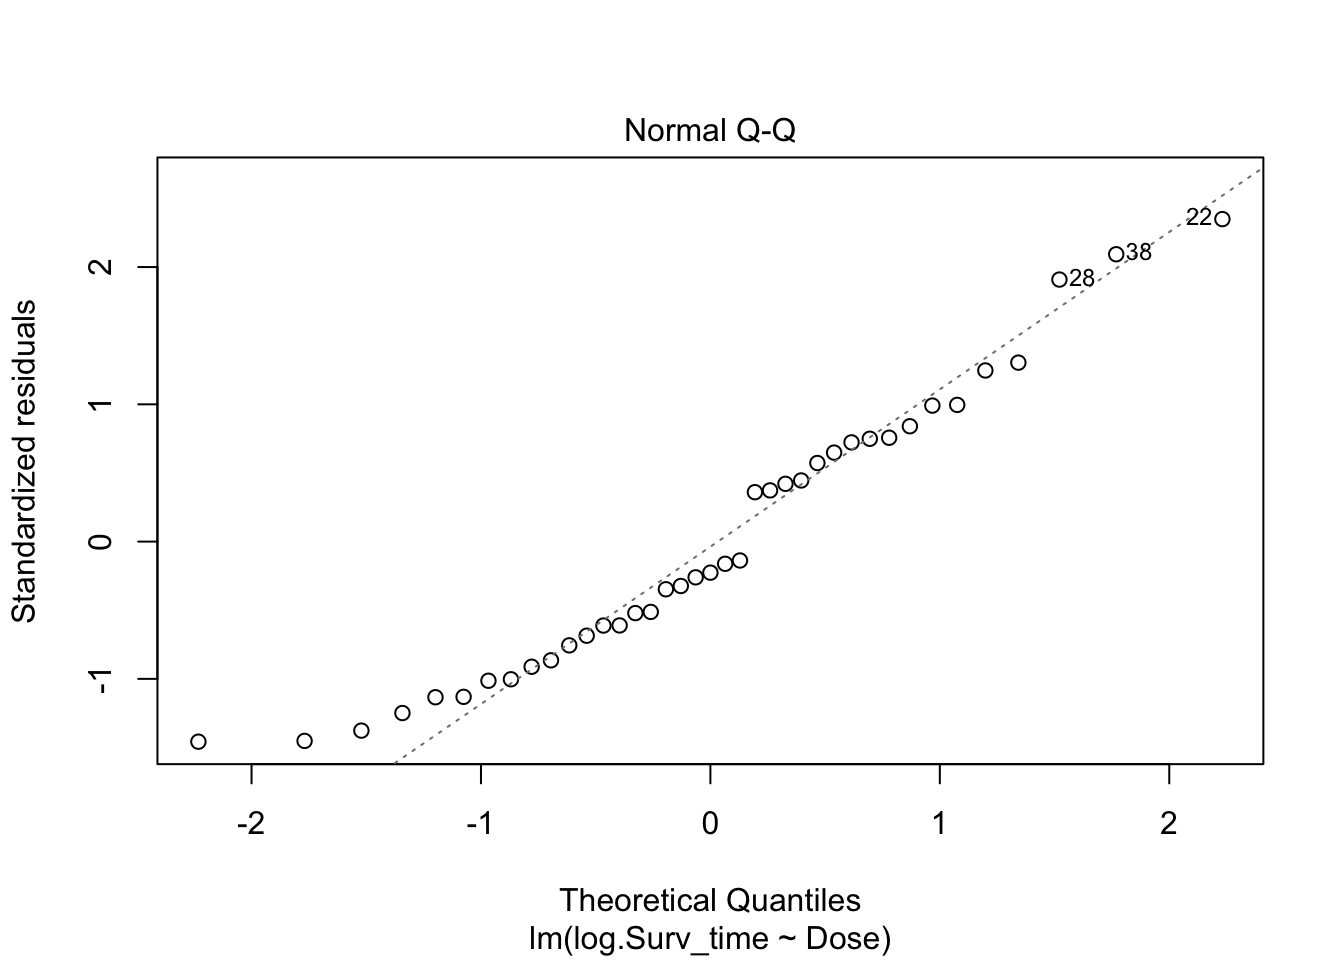 Normal Q-Q
Standardized residuals
2
1
0
-1
22
38
28
-2 -1 0 1 2
Theoretical Quantiles
lm(log.Surv_time ~ Dose)